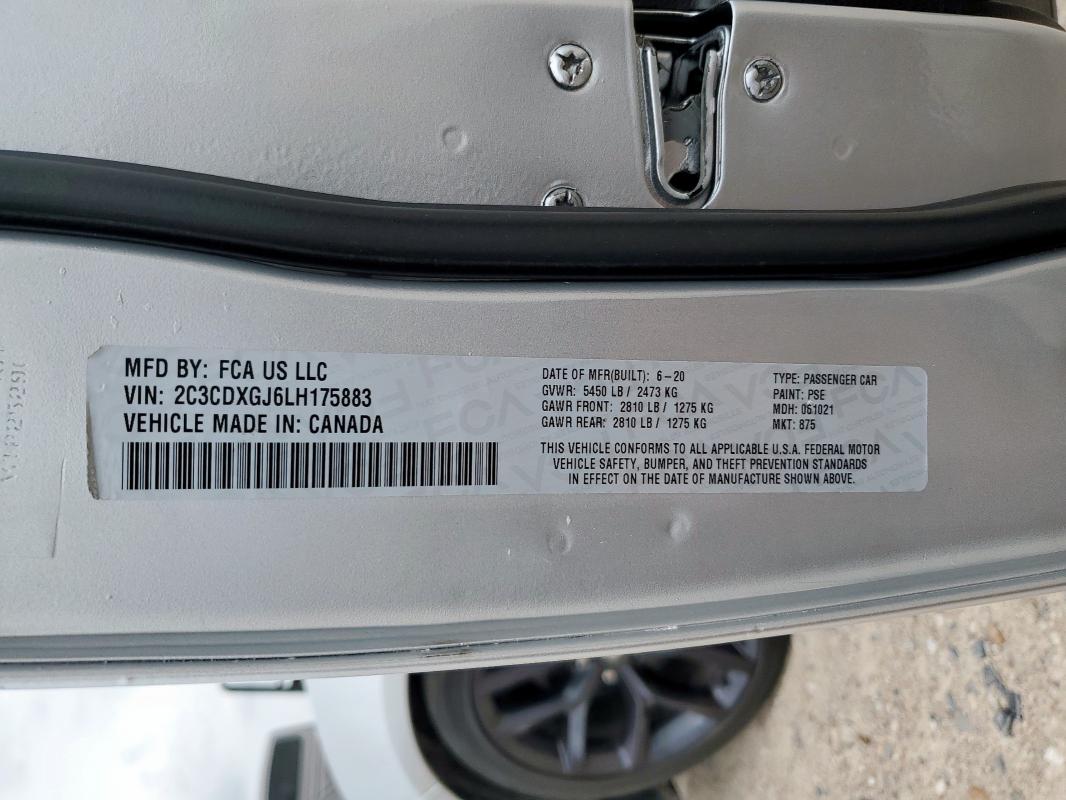 MFD BY: FCA US LLC
VIN: 2C3CDXGJ6LH175883
VEHICLE MADE IN: CANADA
DATE OF MFR(BUILT): 6-20
GVWR: 5450 LB / 2473 KG
GAWR FRONT: 2810 LB / 1275 KG
GAWR REAR: 2810 LB / 1275 KG
TYPE: PASSENGER CAR
PAINT: PSE
MDH: 061021
MKT: 875
THIS VEHICLE CONFORMS TO ALL APPLICABLE U.S.A. FEDERAL MOTOR
VEHICLE SAFETY, BUMPER, AND THEFT PREVENTION STANDARDS
IN EFFECT ON THE DATE OF MANUFACTURE SHOWN ABOVE.